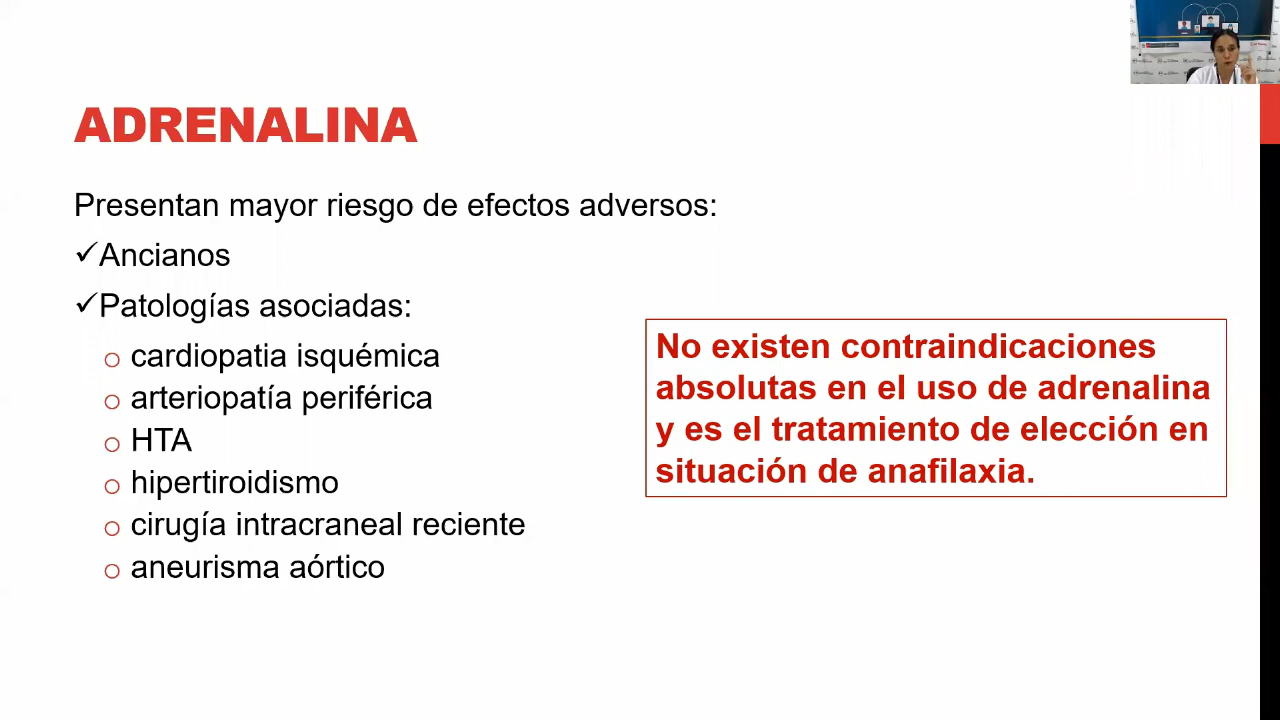 ADRENALINA
Presentan mayor riesgo de efectos adversos:
✓Ancianos
✓Patologías asociadas:
o cardiopatia isquémica
o arteriopatía periférica
o HTA
o hipertiroidismo
o cirugía intracraneal reciente
o aneurisma aórtico
No existen contraindicaciones
absolutas en el uso de adrenalina
y es el tratamiento de elección en
situación de anafilaxia.